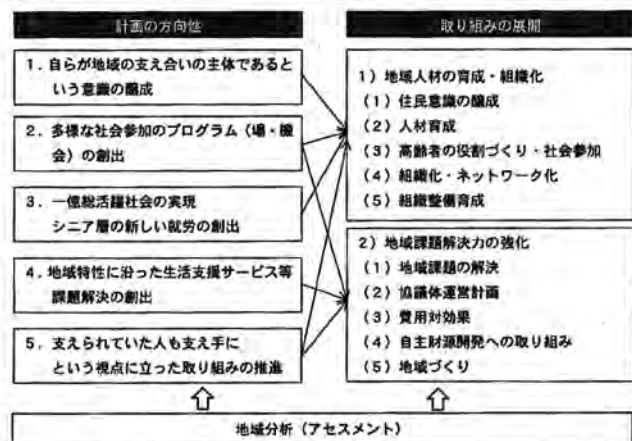 計画の方向性
1．自らが地域の支え合いの主体であると
いう意識の醸成
2．多様な社会参加のプログラム（場・機
会）の創出
3．一億総活躍社会の実現
シニア層の新しい就労の創出
4．地域特性に沿った生活支援サービス等
課題解決の創出
5．支えられていた人も支え手に
という視点に立った取り組みの推進
取り組みの展開
1）地域人材の育成・組織化
（1）住民意識の醸成
（2）人材育成
（3）高齢者の役割づくり・社会参加
（4）組織化・ネットワーク化
（5）組織整備育成
2）地域課題解決力の強化
（1）地域課題の解決
（2）協議体運営計画
（3）費用対効果
（4）自主財源開発への取り組み
（5）地域づくり
地域分析（アセスメント）